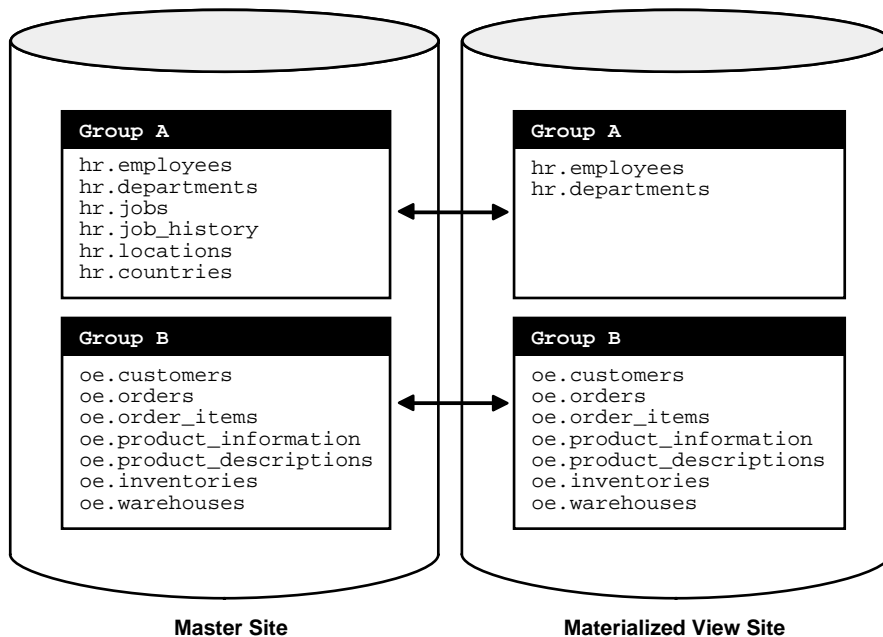 Group A
hr.employees
hr.departments
hr.jobs
hr.job_history
hr.locations
hr.countries
Group B
oe.customers
oe.orders
oe.order_items
oe.product_information
oe.product_descriptions
oe.inventories
oe.warehouses
Master Site
Group A
hr.employees
hr.departments
Group B
oe.customers
oe.orders
oe.order_items
oe.product_information
oe.product_descriptions
oe.inventories
oe.warehouses
Materialized View Site